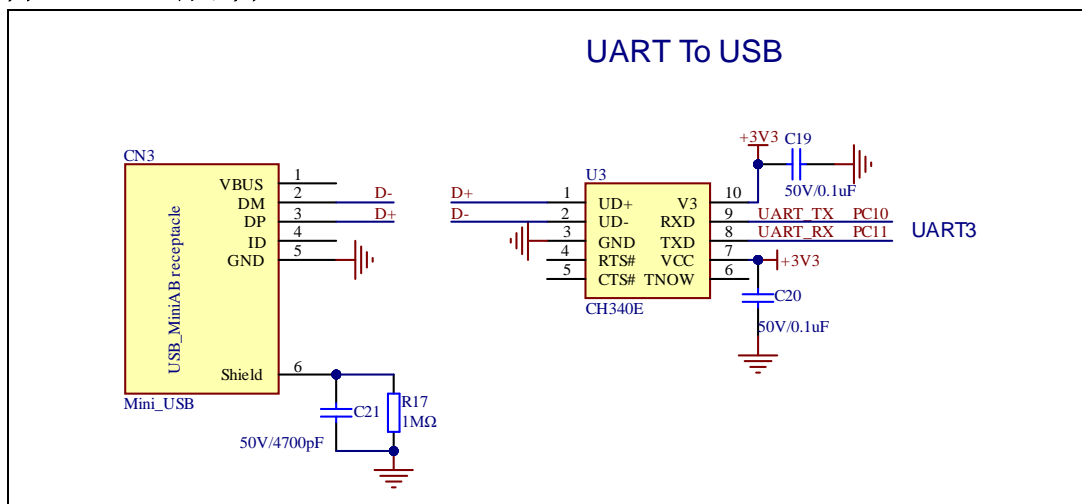 UART To USB
CN3
VBUS 1
DM 2 D-
DP 3 D+
ID 4
GND 5
USB_MiniAB receptacle
Shield 6
Mini_USB
C21
50V/4700pF
R17
1MΩ
+3V3
C19
50V/0.1uF
U3
D+ 1 UD+ V3 10
D- 2 UD- RXD 9 UART_TX PC10
3 GND TXD 8 UART_RX PC11
UART3
4 RTS# VCC 7 +3V3
5 CTS# TNOW 6
CH340E
C20
50V/0.1uF